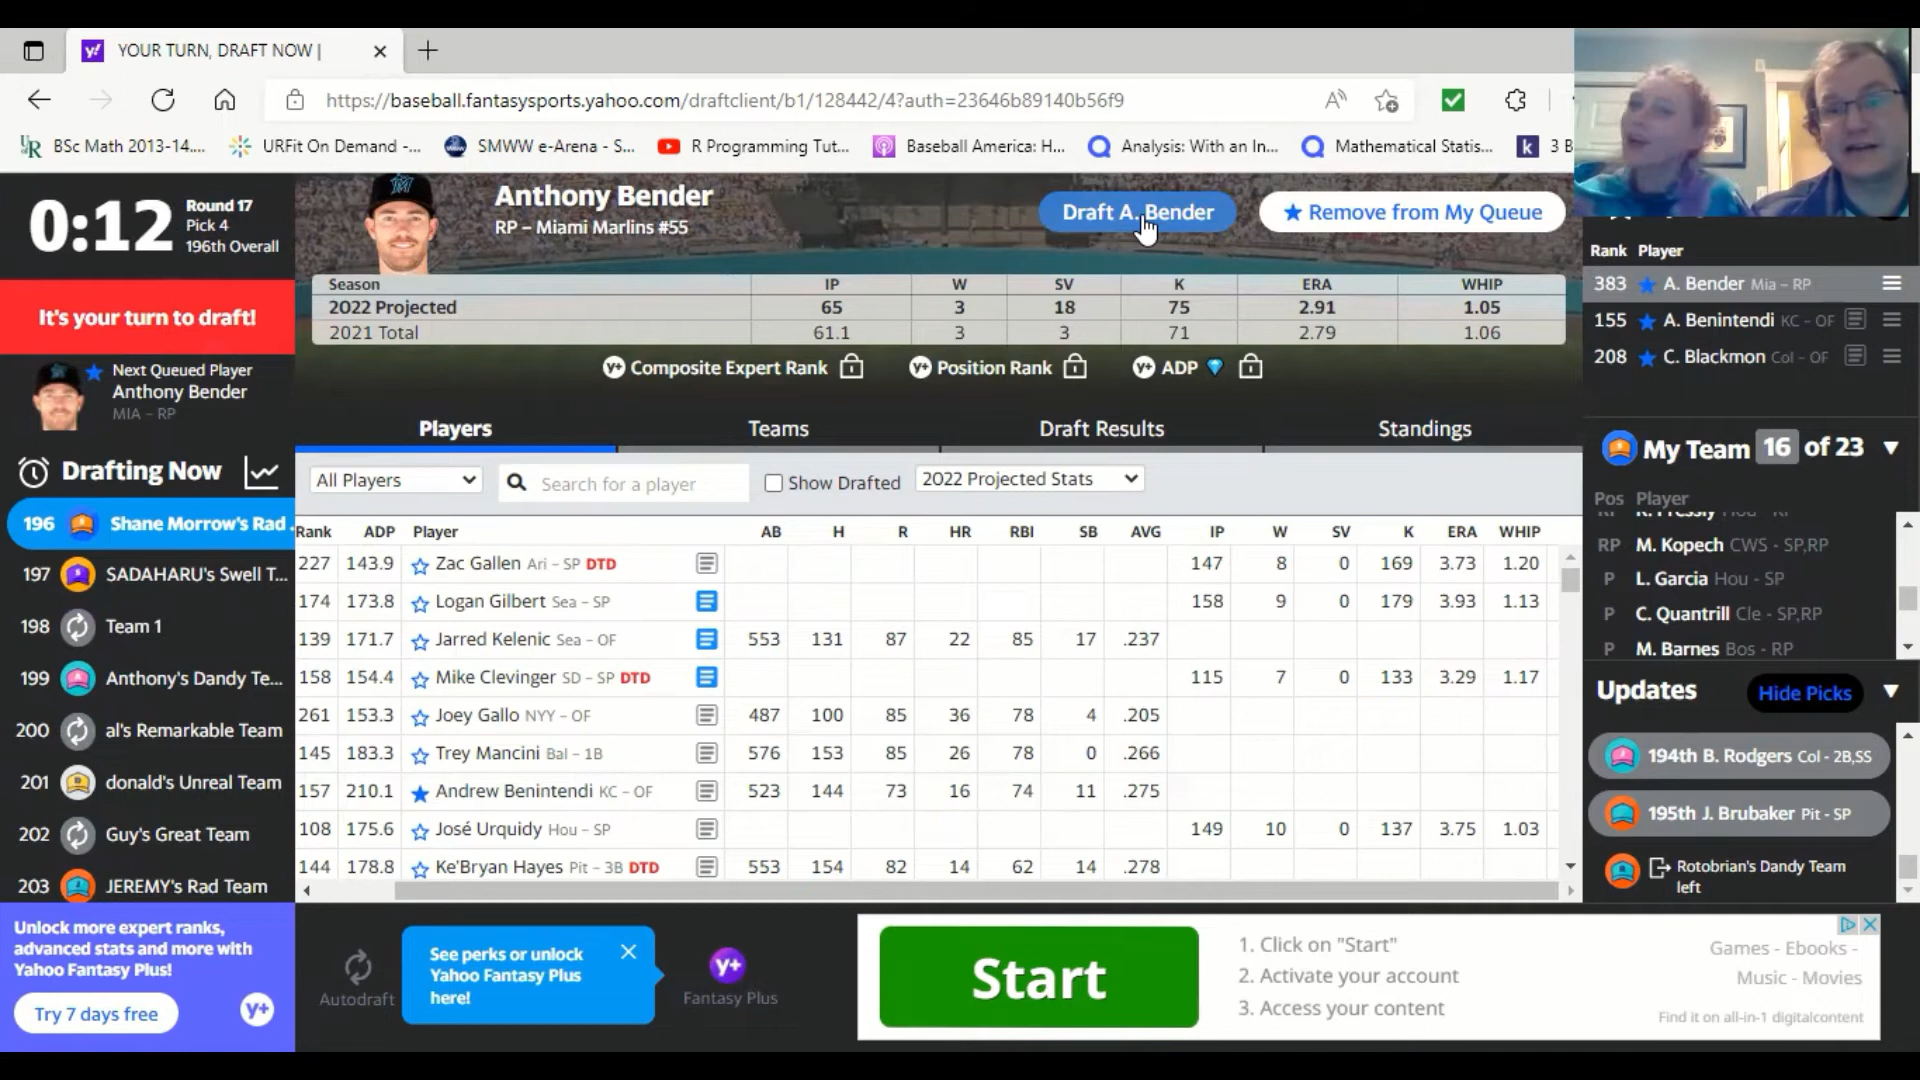 YOUR TURN, DRAFT NOW |
https://baseball.fantasysports.yahoo.com/draftclient/b1/128442/4?auth=23646b89140b56f9
BSc Math 2013-14....
URFit On Demand -...
SMWW e-Arena - S...
R Programming Tut...
Baseball America: H...
Analysis: With an In...
Mathematical Statis...
3 B
0:12
Round 17
Pick 4
196th Overall
It's your turn to draft!
Next Queued Player
Anthony Bender
MIA – RP
Drafting Now
196 Shane Morrow's Rad .
197 SADAHARU's Swell T...
198 Team 1
199 Anthony's Dandy Te...
200 al's Remarkable Team
201 donald's Unreal Team
202 Guy's Great Team
203 JEREMY's Rad Team
Unlock more expert ranks,
advanced stats and more with
Yahoo Fantasy Plus!
Try 7 days free
y+
Anthony Bender
RP – Miami Marlins #55
Draft A. Bender
Remove from My Queue
Season IP W SV K ERA WHIP
2022 Projected 65 3 18 75 2.91 1.05
2021 Total 61.1 3 3 71 2.79 1.06
y+ Composite Expert Rank
y+ Position Rank
y+ ADP
Players
Teams
Draft Results
Standings
All Players
Search for a player
Show Drafted
2022 Projected Stats
Rank ADP Player AB H R HR RBI SB AVG IP W SV K ERA WHIP
227 143.9 Zac Gallen Ari – SP DTD 147 8 0 169 3.73 1.20
174 173.8 Logan Gilbert Sea – SP 158 9 0 179 3.93 1.13
139 171.7 Jarred Kelenic Sea – OF 553 131 87 22 85 17 .237
158 154.4 Mike Clevinger SD – SP DTD 115 7 0 133 3.29 1.17
261 153.3 Joey Gallo NYY – OF 487 100 85 36 78 4 .205
145 183.3 Trey Mancini Bal – 1B 576 153 85 26 78 0 .266
157 210.1 Andrew Benintendi KC – OF 523 144 73 16 74 11 .275
108 175.6 José Urquidy Hou – SP 149 10 0 137 3.75 1.03
144 178.8 Ke'Bryan Hayes Pit – 3B DTD 553 154 82 14 62 14 .278
Rank Player
383 A. Bender Mia – RP
155 A. Benintendi KC – OF
208 C. Blackmon Col – OF
My Team 16 of 23
Pos Player
RP R. Pressly Hou - RP
RP M. Kopech CWS - SP,RP
P L. Garcia Hou - SP
P C. Quantrill Cle - SP,RP
P M. Barnes Bos - RP
Updates
Hide Picks
194th B. Rodgers Col - 2B,SS
195th J. Brubaker Pit - SP
Rotobrian's Dandy Team
left
Autodraft
See perks or unlock
Yahoo Fantasy Plus
here!
y+
Fantasy Plus
Start
1. Click on "Start"
2. Activate your account
3. Access your content
Games - Ebooks -
Music - Movies
Find it on all-in-1 digitalcontent